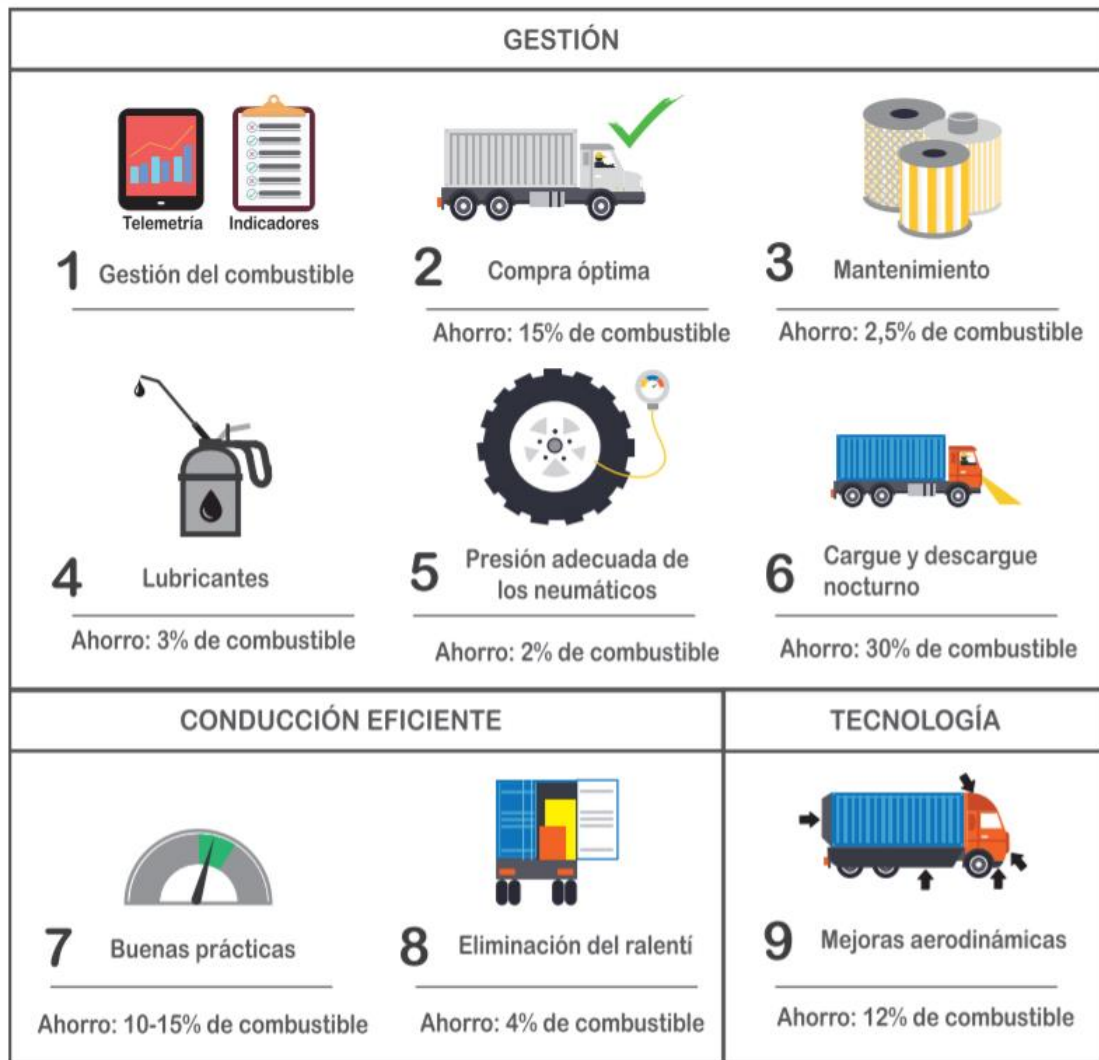 GESTIÓN
Telemetría
Indicadores
1 Gestión del combustible
2 Compra óptima
Ahorro: 15% de combustible
3 Mantenimiento
Ahorro: 2,5% de combustible
4 Lubricantes
Ahorro: 3% de combustible
5 Presión adecuada de
los neumáticos
Ahorro: 2% de combustible
6 Cargue y descargue
nocturno
Ahorro: 30% de combustible
CONDUCCIÓN EFICIENTE
7 Buenas prácticas
Ahorro: 10-15% de combustible
8 Eliminación del ralentí
Ahorro: 4% de combustible
TECNOLOGÍA
9 Mejoras aerodinámicas
Ahorro: 12% de combustible